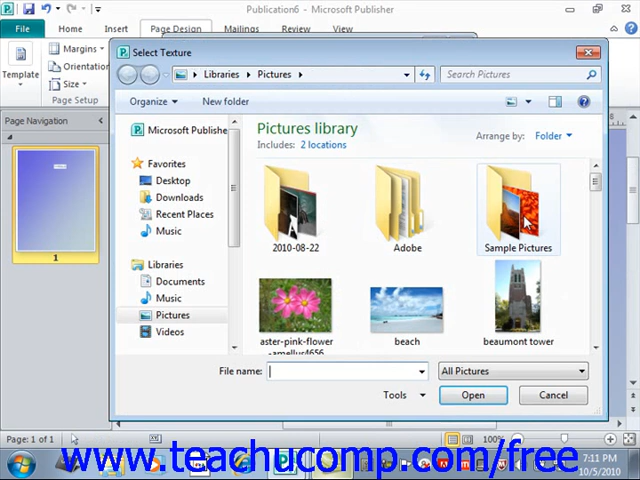 Publication6 - Microsoft Publisher
File Home Insert Page Design Mailings Review View
Template
Margins
Orientation
Size
Page Setup
Page Navigation
1
Select Texture
Libraries Pictures
Search Pictures
Organize New folder
Microsoft Publisher
Favorites
Desktop
Downloads
Recent Places
Music
Libraries
Documents
Music
Pictures
Videos
Pictures library
Includes: 2 locations
Arrange by: Folder
2010-08-22 Adobe Sample Pictures
aster-pink-flower beach beaumont tower
-amellus4656
File name: All Pictures
Tools Open Cancel
Page: 1 of 1 100%
www.teachucomp.com/free
7:11 PM
10/5/2010